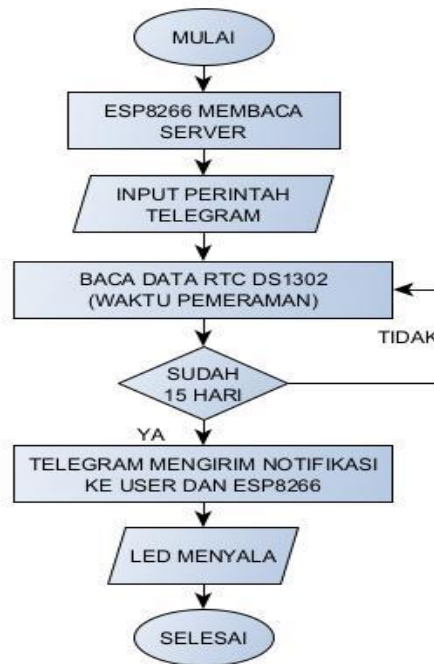 MULAI
ESP8266 MEMBACA
SERVER
INPUT PERINTAH
TELEGRAM
BACA DATA RTC DS1302
(WAKTU PEMERAMAN)
TIDAK
SUDAH
15 HARI
YA
TELEGRAM MENGIRIM NOTIFIKASI
KE USER DAN ESP8266
LED MENYALA
SELESAI